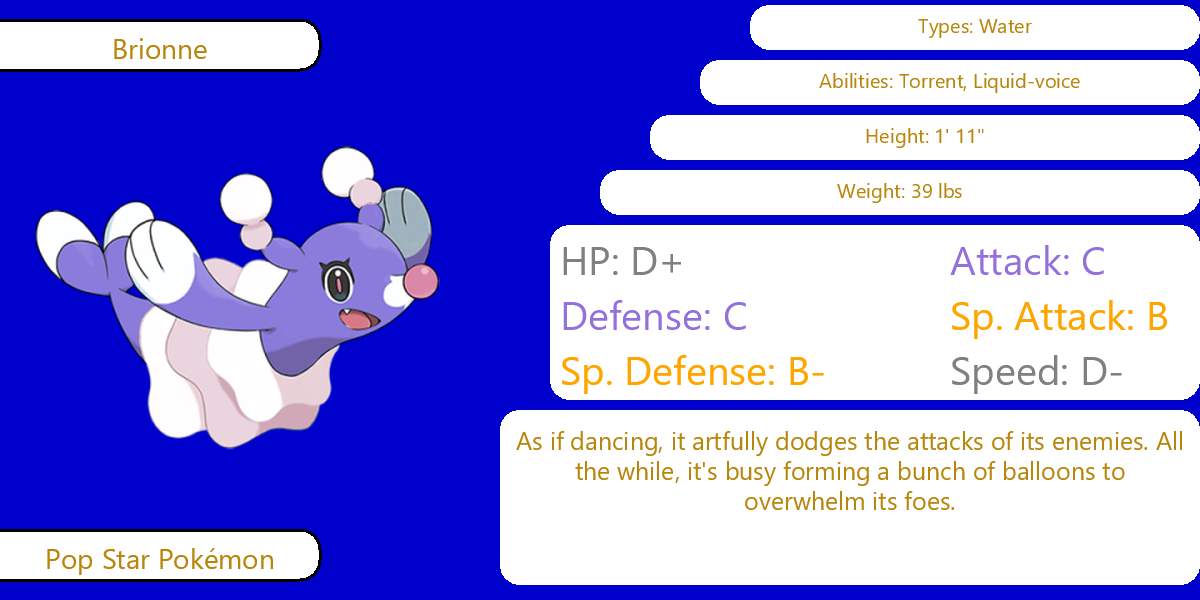 Brionne
Types: Water
Abilities: Torrent, Liquid-voice
Height: 1' 11"
Weight: 39 lbs
HP: D+
Attack: C
Defense: C
Sp. Attack: B
Sp. Defense: B-
Speed: D-
As if dancing, it artfully dodges the attacks of its enemies. All
the while, it's busy forming a bunch of balloons to
overwhelm its foes.
Pop Star Pokémon